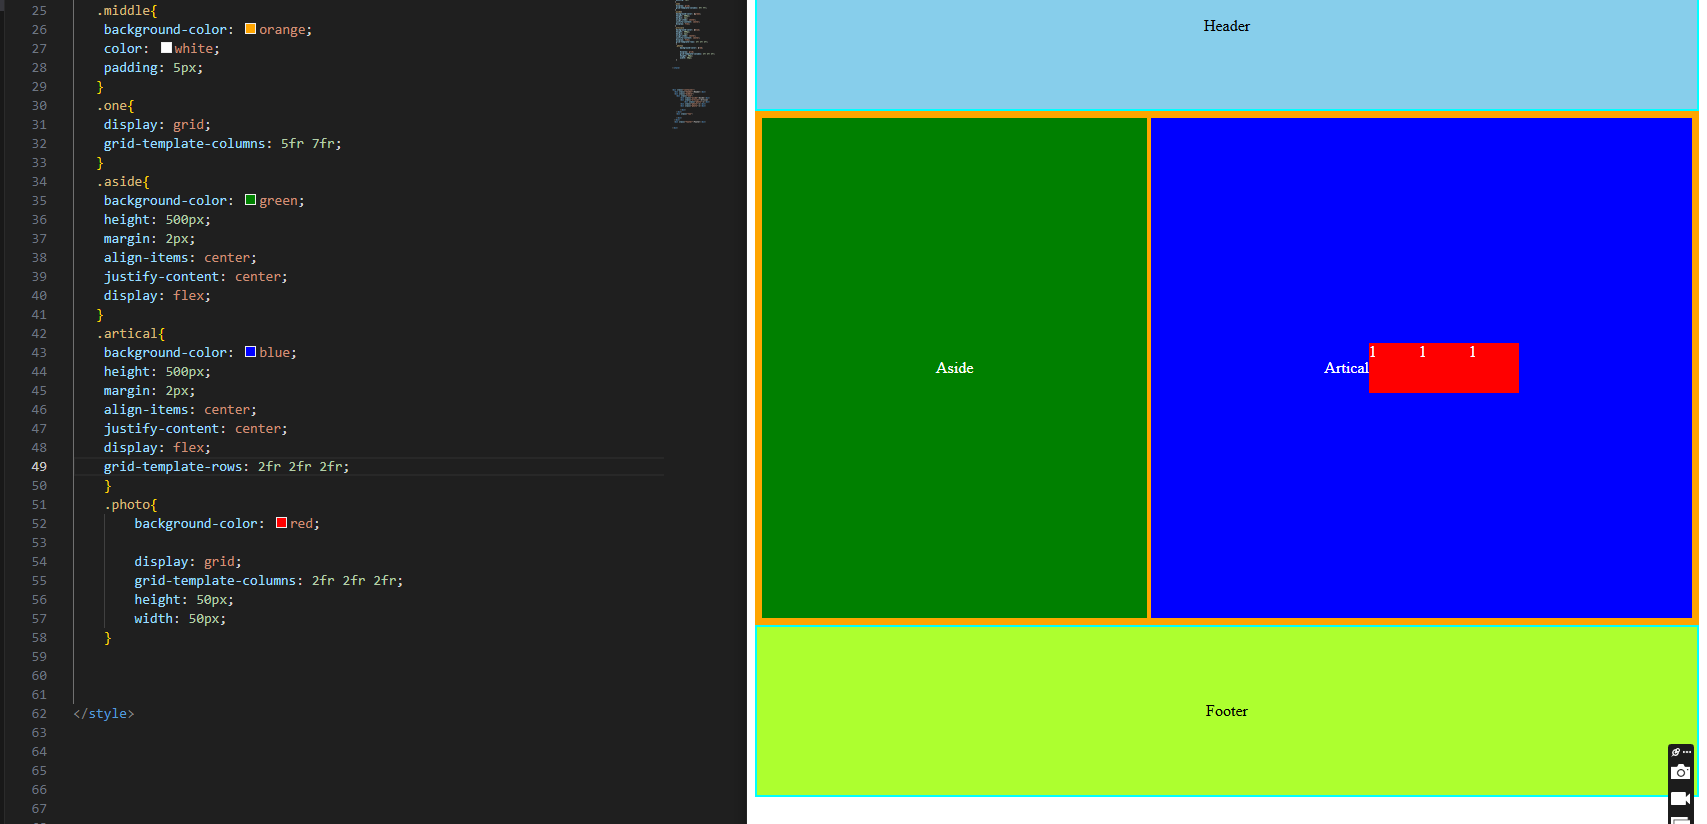 25 .middle{
26 background-color: orange;
27 color: white;
28 padding: 5px;
29 }
30 .one{
31 display: grid;
32 grid-template-columns: 5fr 7fr;
33 }
34 .aside{
35 background-color: green;
36 height: 500px;
37 margin: 2px;
38 align-items: center;
39 justify-content: center;
40 display: flex;
41 }
42 .artical{
43 background-color: blue;
44 height: 500px;
45 margin: 2px;
46 align-items: center;
47 justify-content: center;
48 display: flex;
49 grid-template-rows: 2fr 2fr 2fr;
50 }
51 .photo{
52 background-color: red;
53
54 display: grid;
55 grid-template-columns: 2fr 2fr 2fr;
56 height: 50px;
57 width: 50px;
58 }
59
60
61
62 </style>
63
64
65
66
67
Header
Aside
Artical
1 1 1
Footer